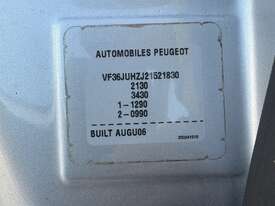 AUTOMOBILES PEUGEOT
VF36JUHZJ21521830
2130
3430
1-1290
2-0990
BUILT AUGU06